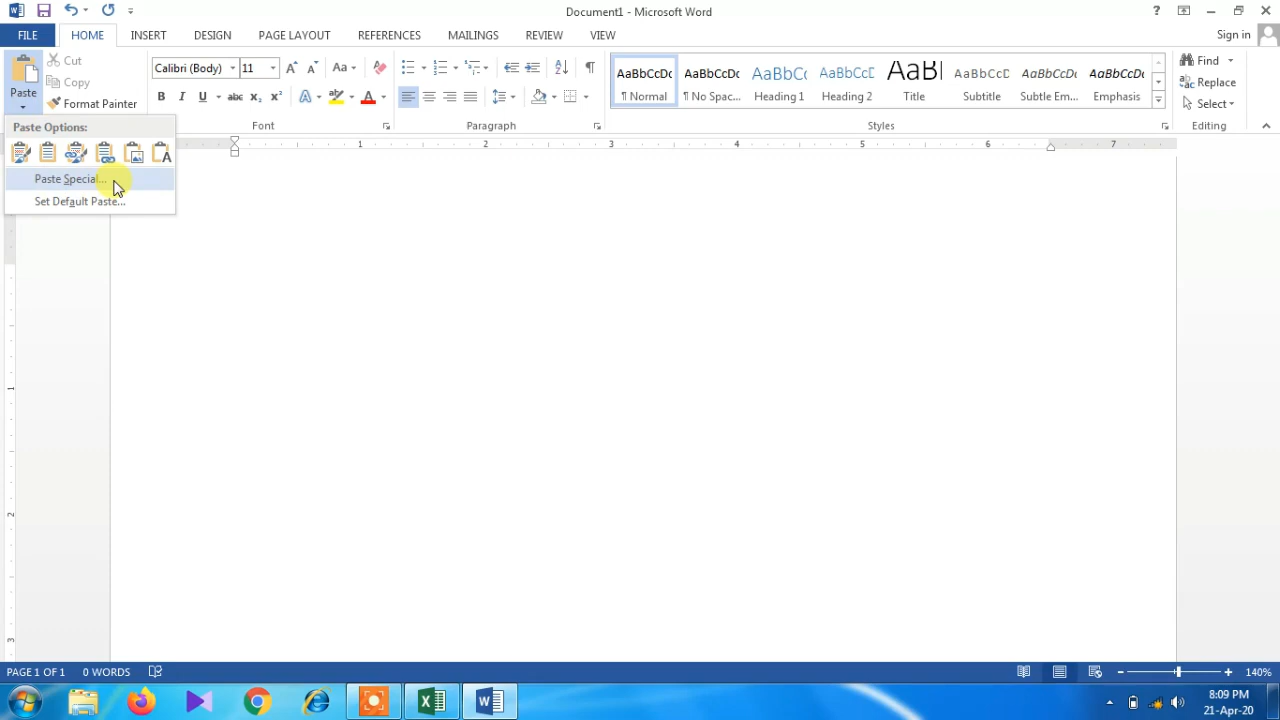 Document1 - Microsoft Word
FILE HOME INSERT DESIGN PAGE LAYOUT REFERENCES MAILINGS REVIEW VIEW Sign in
Cut
Copy
Paste
Format Painter
Calibri (Body) 11
Font
Paragraph
AaBbCcDc AaBbCcDc AaBbCc AaBbCcE AaBl AaBbCcD AaBbCcDc AaBbCcDc
¶ Normal ¶ No Spac... Heading 1 Heading 2 Title Subtitle Subtle Em... Emphasis
Styles
Find
Replace
Select
Editing
Paste Options:
Paste Special...
Set Default Paste...
1 2 3 4 5 6 7
1
2
3
PAGE 1 OF 1 0 WORDS 140%
8:09 PM
21-Apr-20